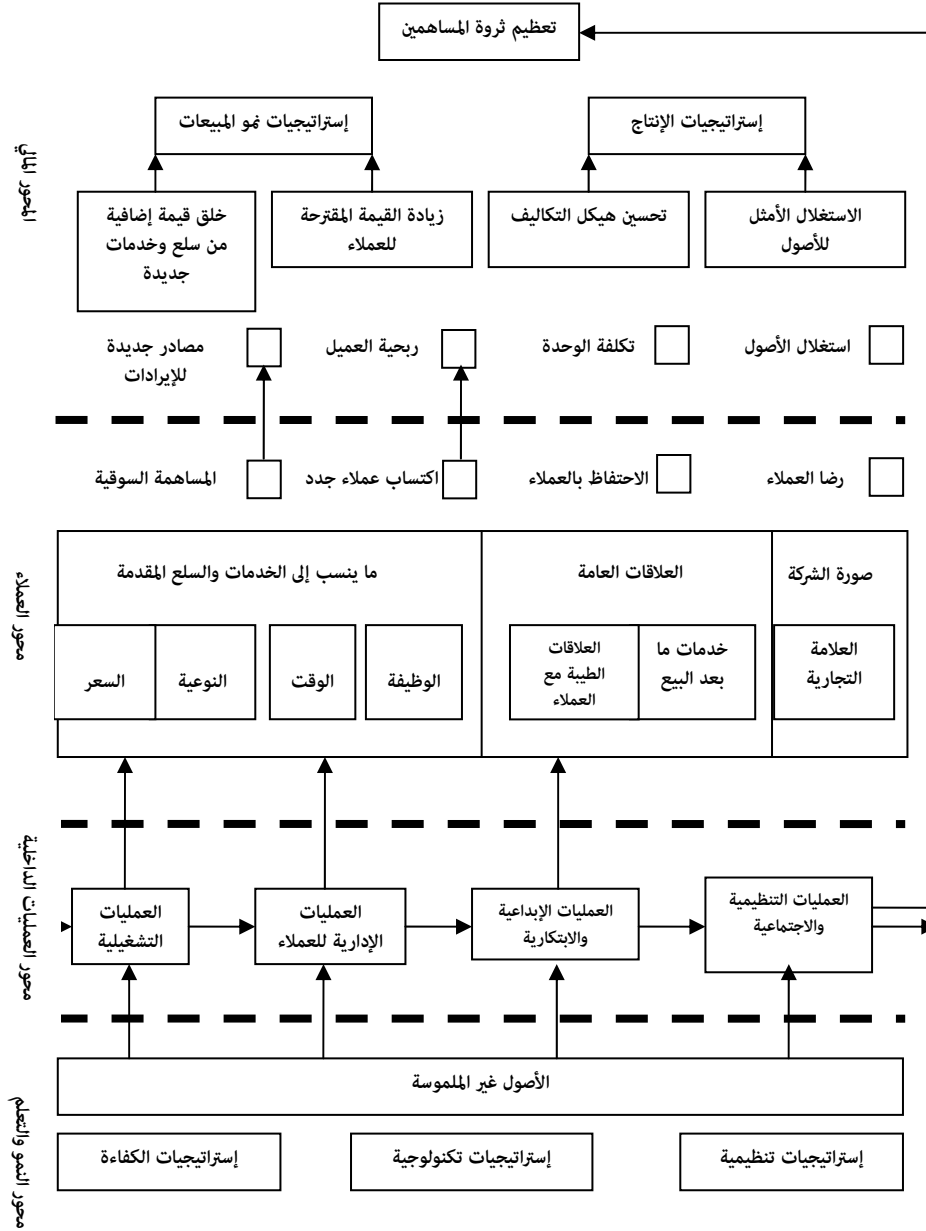 تعظيم ثروة المساهمين
المحور المالي
إستراتيجيات الإنتاج
إستراتيجيات نمو المبيعات
الاستغلال الأمثل
للأصول
تحسين هيكل التكاليف
زيادة القيمة المقترحة
للعملاء
خلق قيمة إضافية
من سلع وخدمات
جديدة
استغلال الأصول
تكلفة الوحدة
ربحية العميل
مصادر جديدة
للإيرادات
محور العملاء
رضا العملاء
الاحتفاظ بالعملاء
اكتساب عملاء جدد
المساهمة السوقية
صورة الشركة
العلاقات العامة
ما ينسب إلى الخدمات والسلع المقدمة
العلامة
التجارية
خدمات ما
بعد البيع
العلاقات
الطيبة مع
العملاء
الوظيفة
الوقت
النوعية
السعر
محور العمليات الداخلية
العمليات التنظيمية
والاجتماعية
العمليات الإبداعية
والابتكارية
العمليات
الإدارية للعملاء
العمليات
التشغيلية
محور النمو والتعلم
الأصول غير الملموسة
إستراتيجيات تنظيمية
إستراتيجيات تكنولوجية
إستراتيجيات الكفاءة